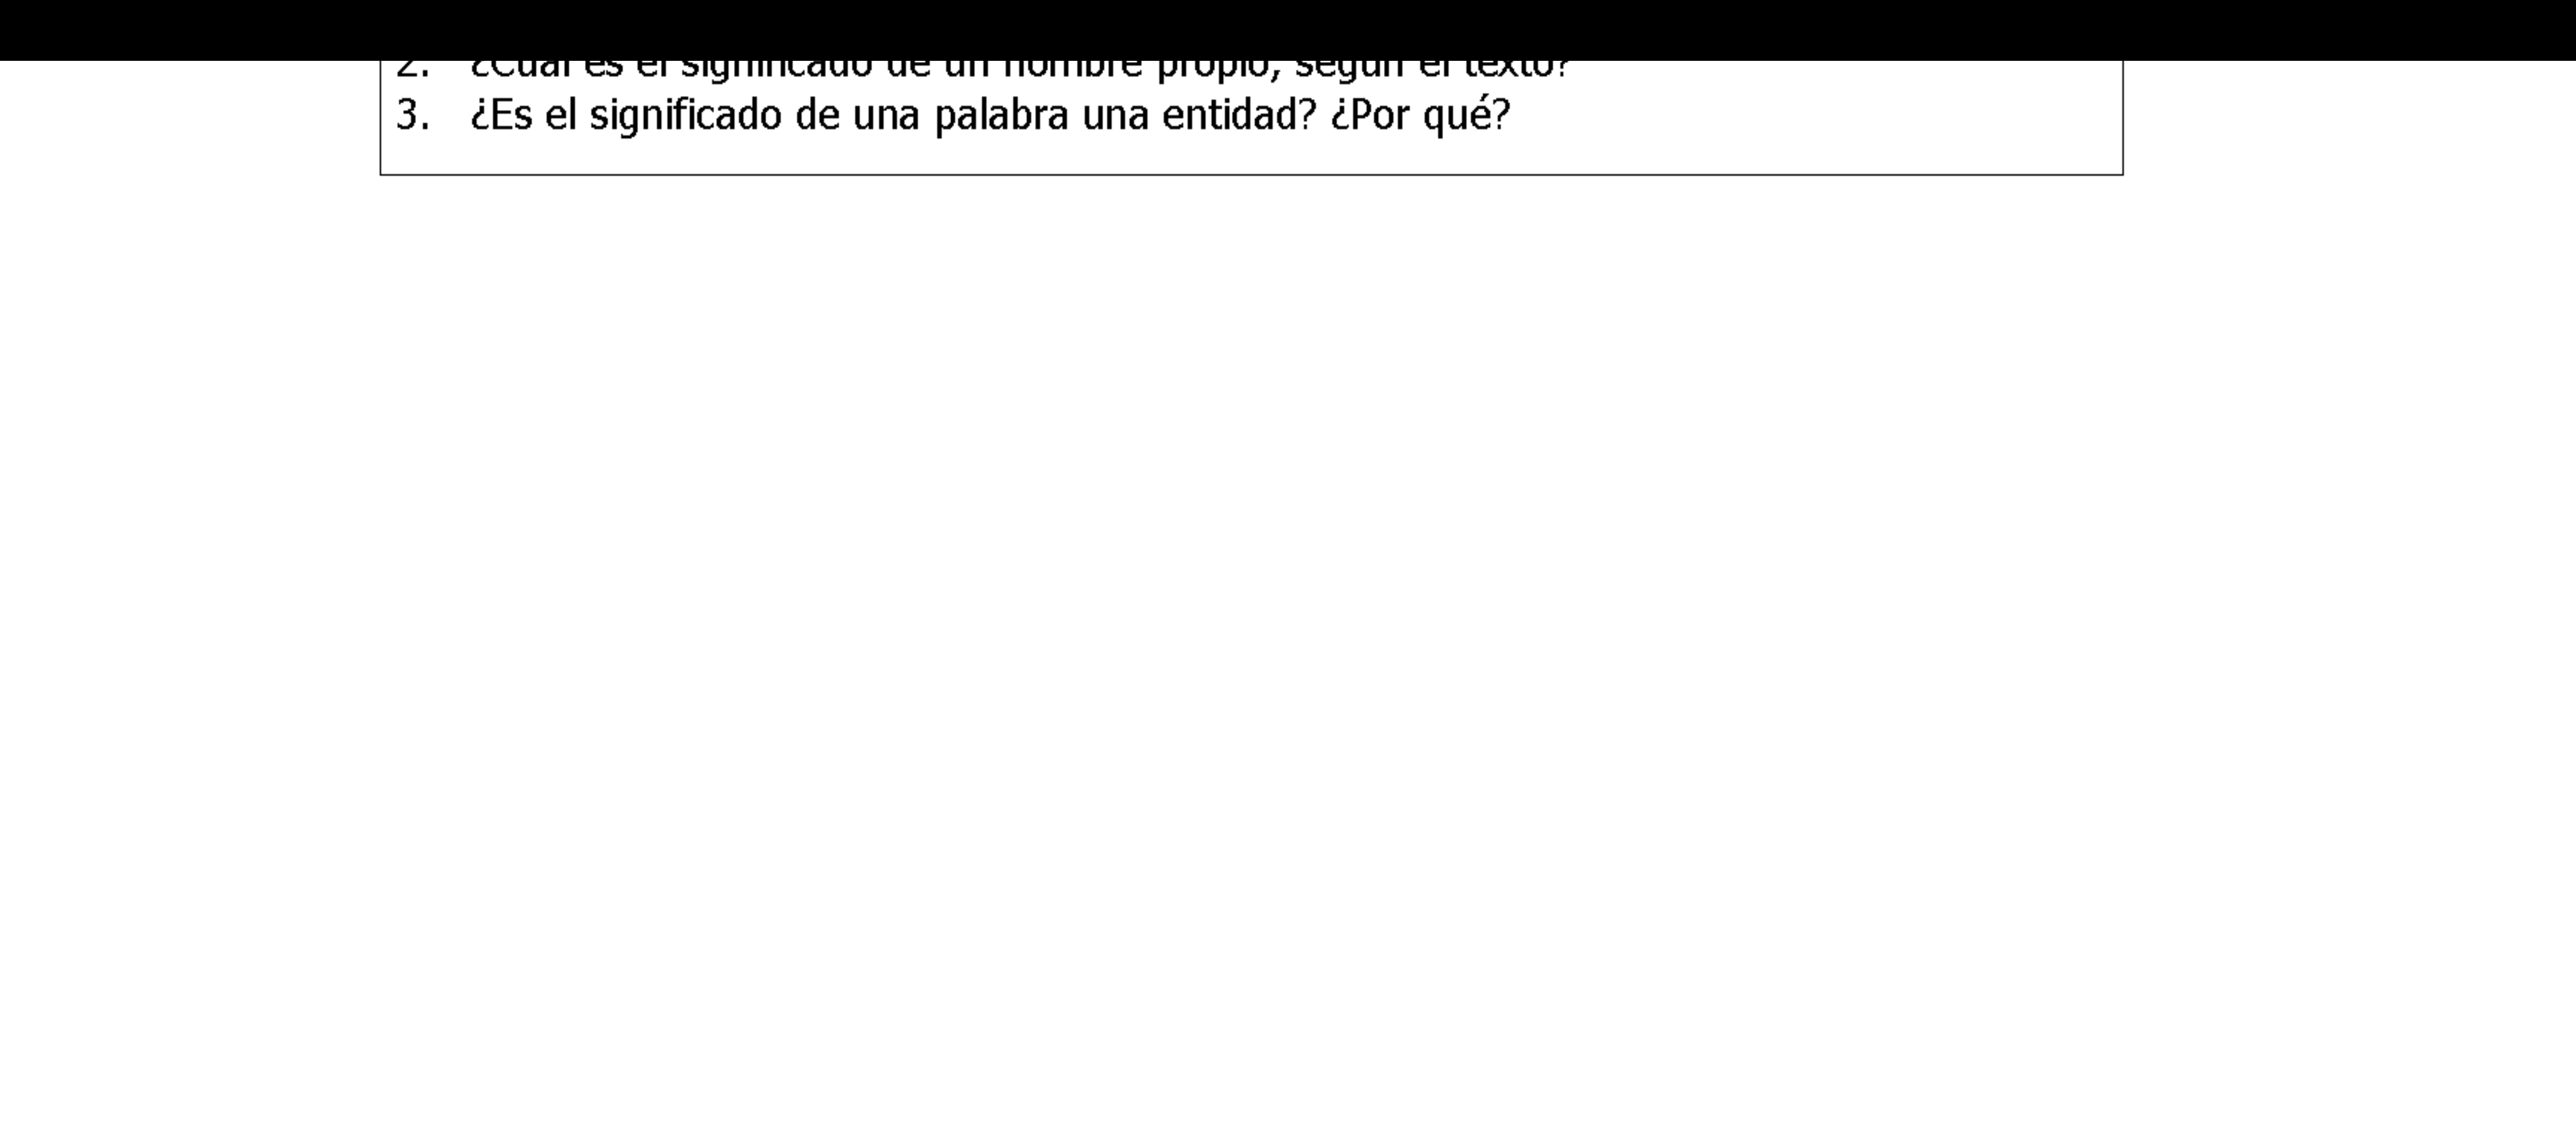 2. ¿Cuál es el significado de un nombre propio, según el texto?
3. ¿Es el significado de una palabra una entidad? ¿Por qué?